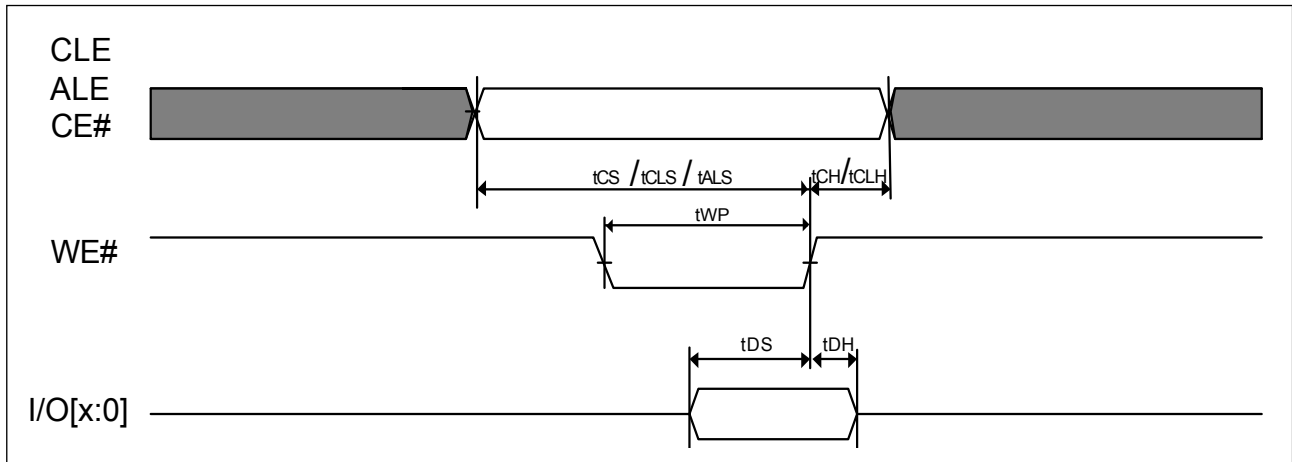 CLE
ALE
CE#
tCS / tCLS / tALS
tCH/tCLH
tWP
WE#
tDS
tDH
I/O[x:0]